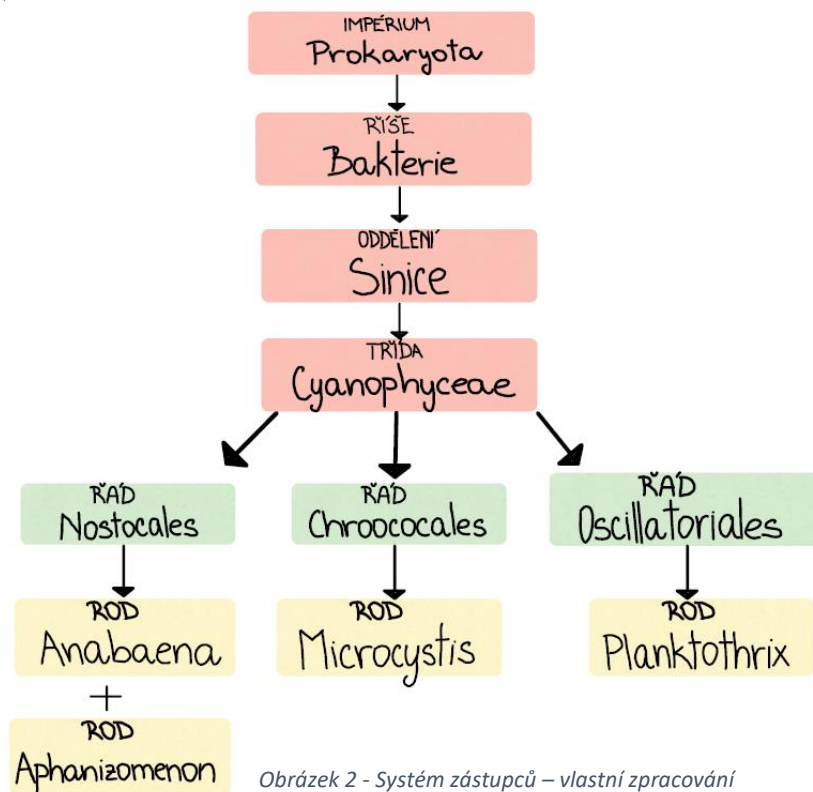 IMPÉRIUM
Prokaryota
ŘÍŠE
Bakterie
ODDĚLENÍ
Sinice
TŘÍDA
Cyanophyceae
ŘÁD
Nostocales
ŘÁD
Chroococales
ŘÁD
Oscillatoriales
ROD
Anabaena
+
ROD
Aphanizomenon
ROD
Microcystis
ROD
Planktothrix
Obrázek 2 - Systém zástupců – vlastní zpracování